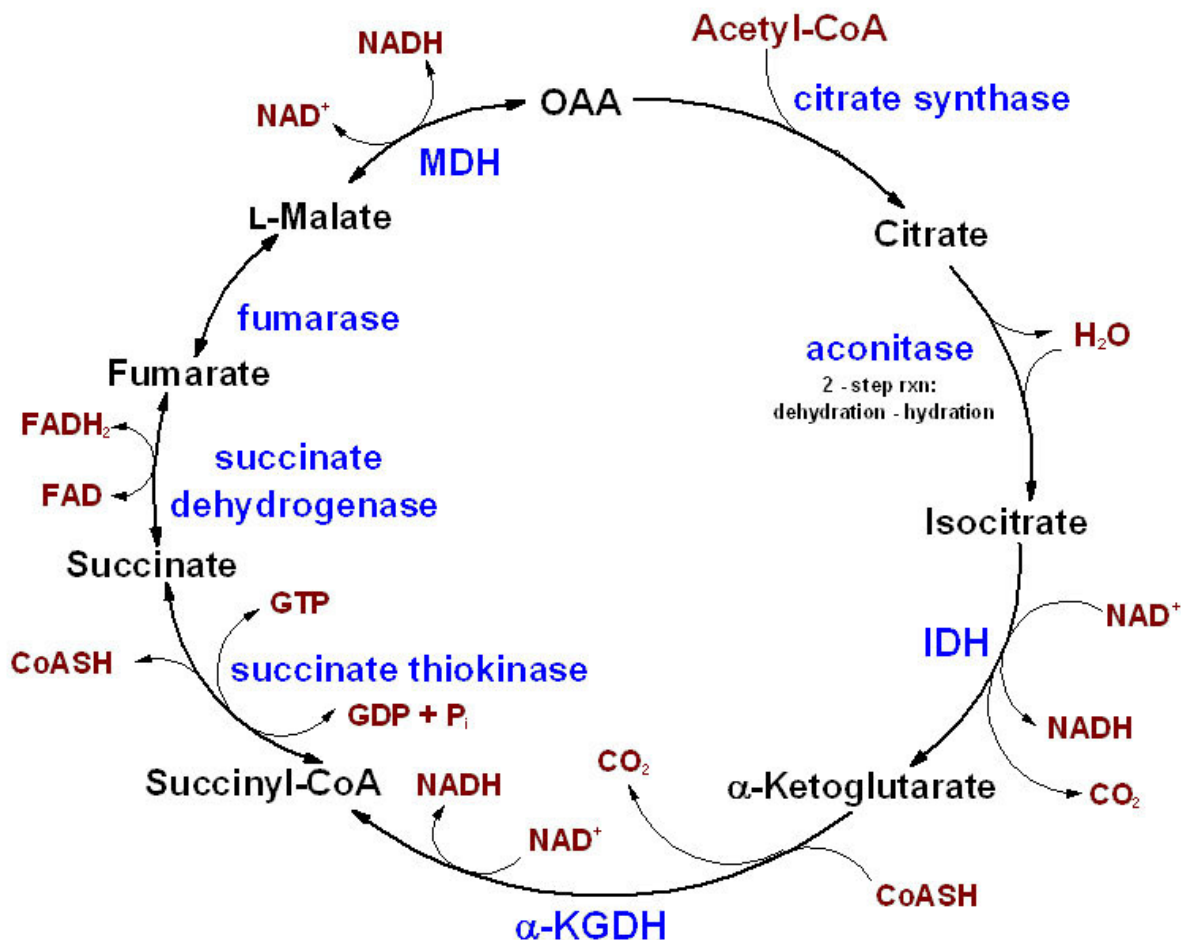 Acetyl-CoA
NADH
OAA
citrate synthase
NAD⁺
MDH
L-Malate
Citrate
fumarase
H₂O
aconitase
2 - step rxn:
dehydration - hydration
Fumarate
FADH₂
succinate
dehydrogenase
FAD
Isocitrate
Succinate
GTP
NAD⁺
IDH
CoASH
succinate thiokinase
GDP + Pᵢ
NADH
CO₂
Succinyl-CoA
NADH
α-Ketoglutarate
CO₂
NAD⁺
CoASH
α-KGDH